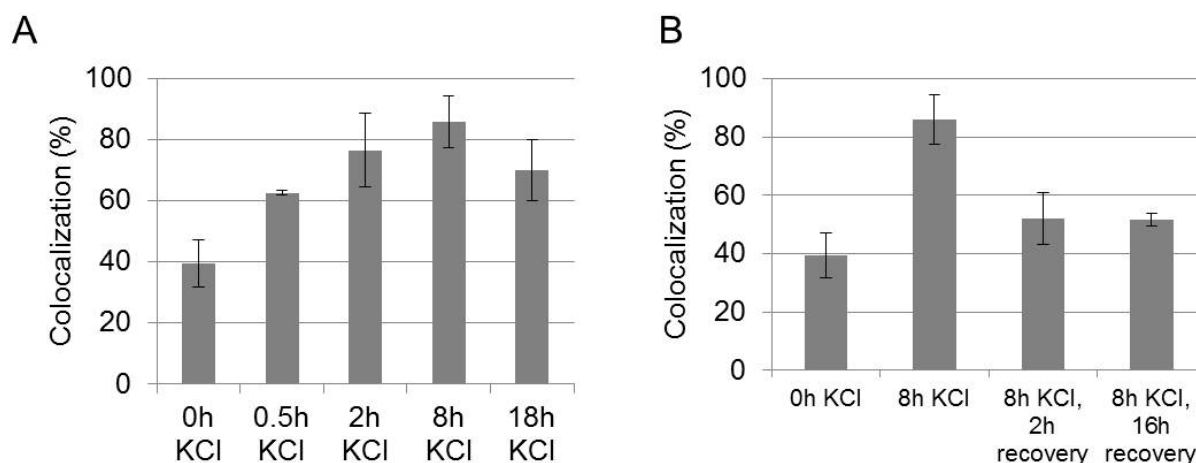 A
Colocalization (%)
100
80
60
40
20
0
0h
KCl
0.5h
KCl
2h
KCl
8h
KCl
18h
KCl
B
Colocalization (%)
100
80
60
40
20
0
0h KCl
8h KCl
8h KCl,
2h
recovery
8h KCl,
16h
recovery